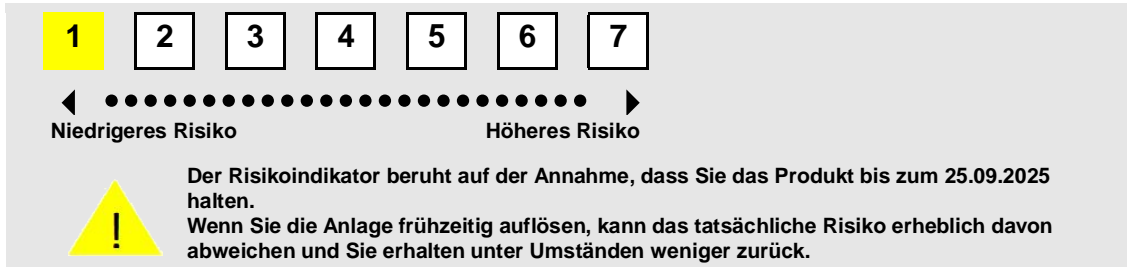 1 2 3 4 5 6 7
Niedrigeres Risiko Höheres Risiko
Der Risikoindikator beruht auf der Annahme, dass Sie das Produkt bis zum 25.09.2025
halten.
Wenn Sie die Anlage frühzeitig auflösen, kann das tatsächliche Risiko erheblich davon
abweichen und Sie erhalten unter Umständen weniger zurück.
!